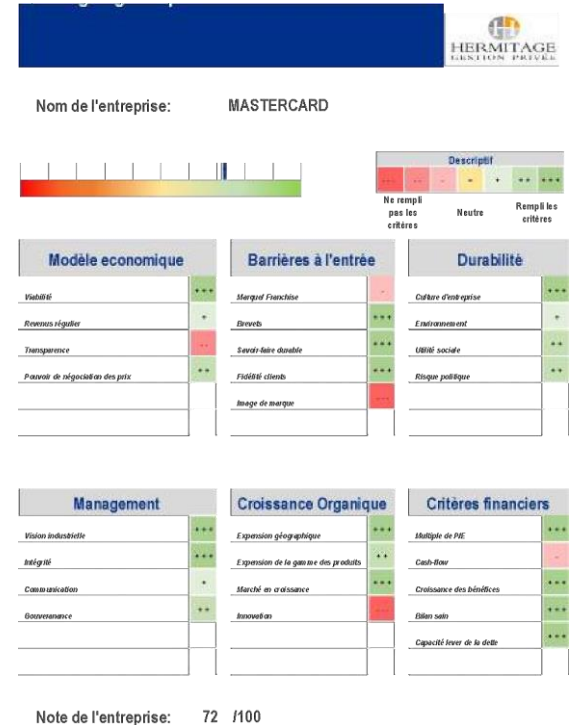 HERMITAGE
GESTION PRIVÉE
Nom de l'entreprise: MASTERCARD
Descriptif
--- -- - = + ++ +++
Ne rempli pas les critères
Neutre
Rempli les critères
Modèle economique
Viabilité +++
Revenus régulier +
Transparence --
Pouvoir de négociation des prix ++
Barrières à l'entrée
Marque/ Franchise -
Brevets +++
Savoir-faire durable +++
Fidélité clients +++
Image de marque ---
Durabilité
Culture d'entreprise +++
Environnement +
Utilité sociale ++
Risque politique ++
Management
Vision industrielle +++
Intégrité +++
Communication +
Gouveranance ++
Croissance Organique
Expension géographique +++
Expension de la gamme des produits ++
Marché en croissance +++
Innovation ---
Critères financiers
Multiple de P/E +++
Cash-flow -
Croissance des bénéfices +++
Bilan sain +++
Capacité lever de la dette +++
Note de l'entreprise: 72 /100